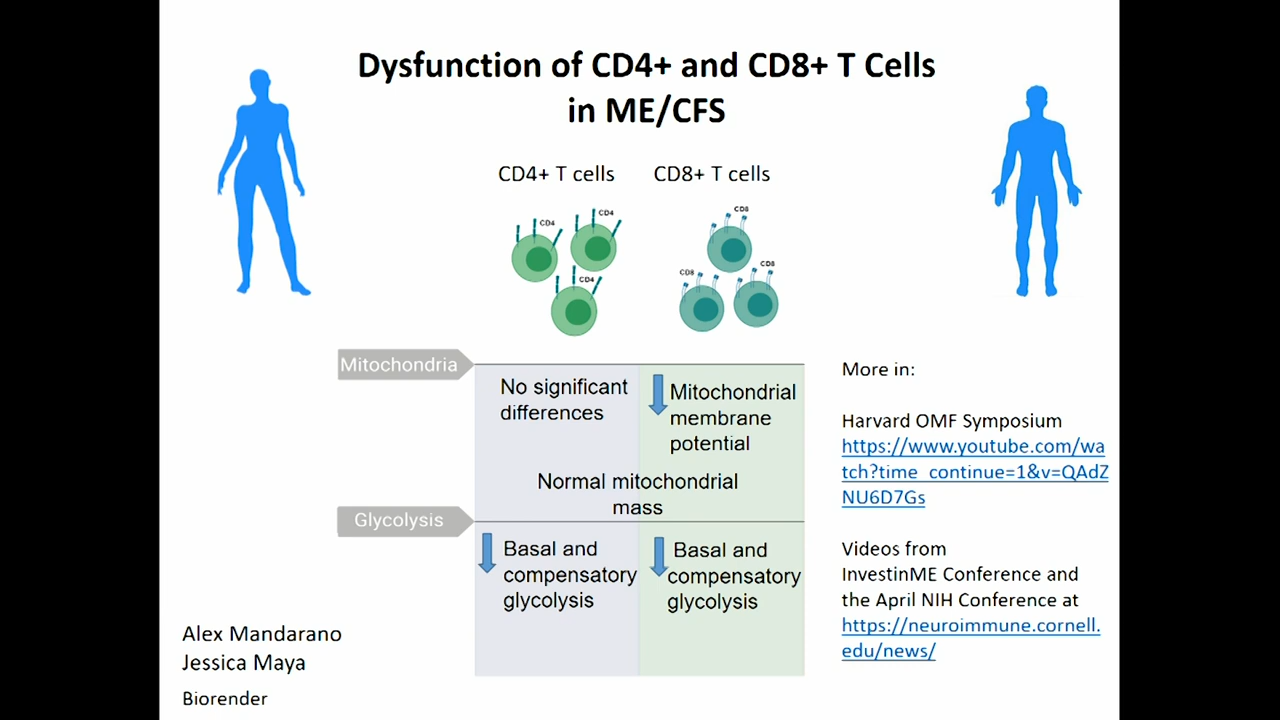 Dysfunction of CD4+ and CD8+ T Cells
in ME/CFS
CD4+ T cells
CD8+ T cells
CD4
CD4
CD4
CD8
CD8
CD8
Mitochondria
No significant
differences
Mitochondrial
membrane
potential
Normal mitochondrial
mass
Glycolysis
Basal and
compensatory
glycolysis
Basal and
compensatory
glycolysis
More in:
Harvard OMF Symposium
https://www.youtube.com/wa
tch?time_continue=1&v=QAdZ
NU6D7Gs
Videos from
InvestinME Conference and
the April NIH Conference at
https://neuroimmune.cornell.
edu/news/
Alex Mandarano
Jessica Maya
Biorender